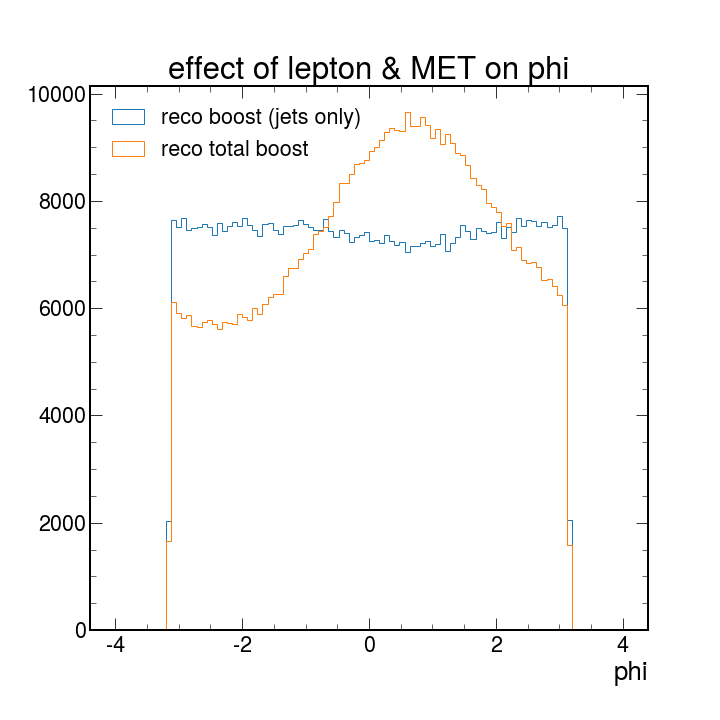 effect of lepton & MET on phi
10000
reco boost (jets only)
reco total boost
8000
6000
4000
2000
0
-4 -2 0 2 4
phi